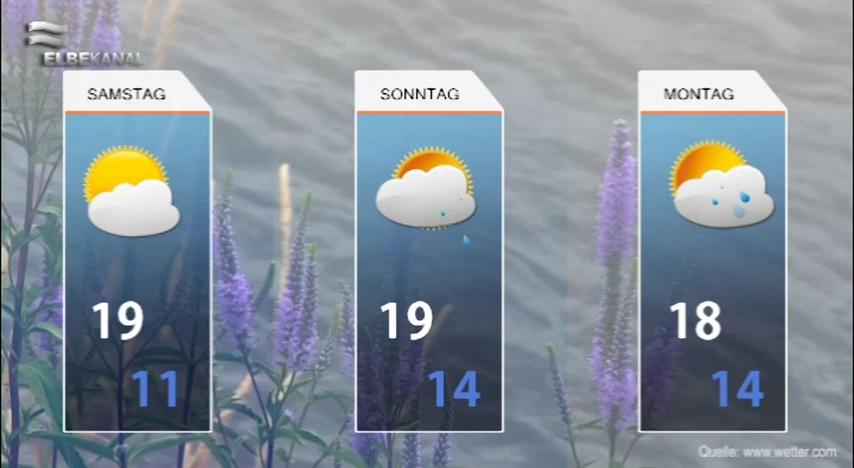 ELBEKANAL
SAMSTAG
19
11
SONNTAG
19
14
MONTAG
18
14
Quelle: www.wetter.com